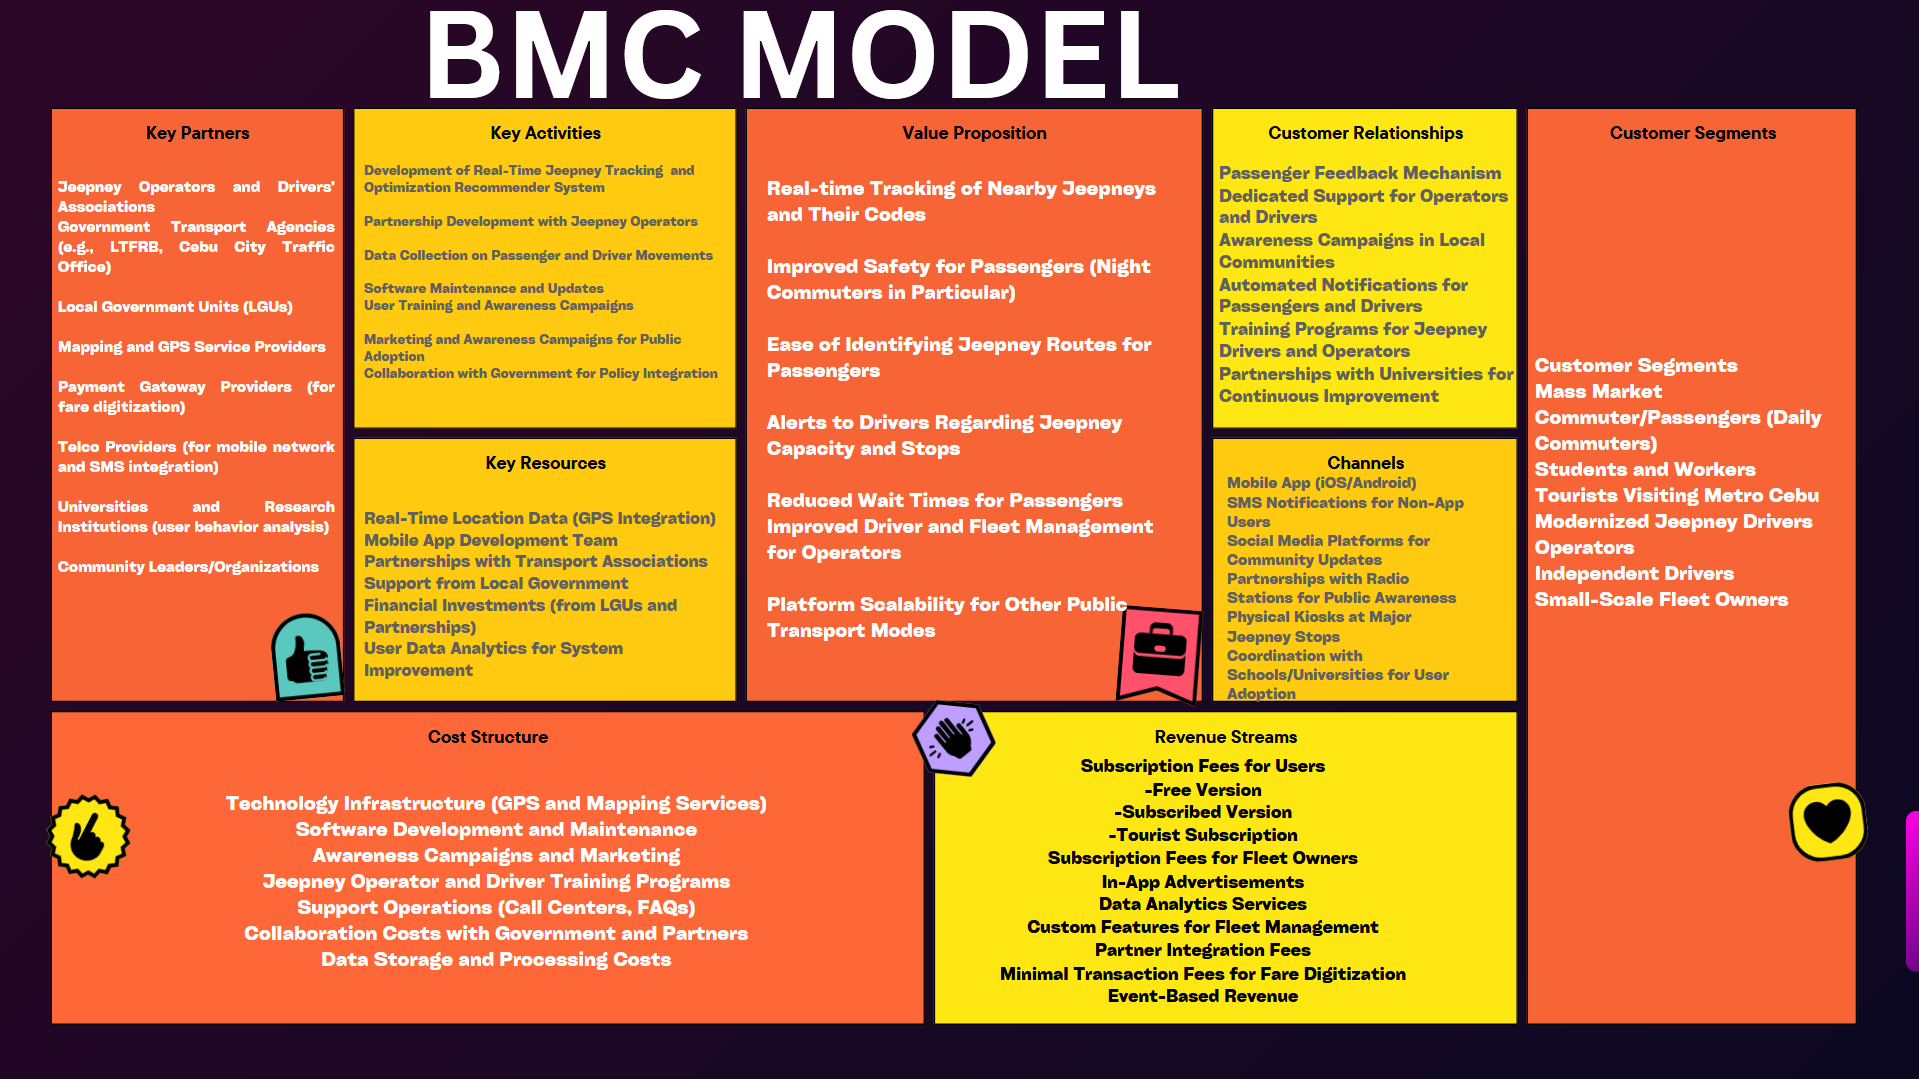 BMC MODEL
Key Partners
Jeepney Operators and Drivers'
Associations
Government Transport Agencies
(e.g., LTFRB, Cebu City Traffic
Office)
Local Government Units (LGUs)
Mapping and GPS Service Providers
Payment Gateway Providers (for
fare digitization)
Telco Providers (for mobile network
and SMS integration)
Universities and Research
Institutions (user behavior analysis)
Community Leaders/Organizations
Key Activities
Development of Real-Time Jeepney Tracking and
Optimization Recommender System
Partnership Development with Jeepney Operators
Data Collection on Passenger and Driver Movements
Software Maintenance and Updates
User Training and Awareness Campaigns
Marketing and Awareness Campaigns for Public
Adoption
Collaboration with Government for Policy Integration
Key Resources
Real-Time Location Data (GPS Integration)
Mobile App Development Team
Partnerships with Transport Associations
Support from Local Government
Financial Investments (from LGUs and
Partnerships)
User Data Analytics for System
Improvement
Value Proposition
Real-time Tracking of Nearby Jeepneys
and Their Codes
Improved Safety for Passengers (Night
Commuters in Particular)
Ease of Identifying Jeepney Routes for
Passengers
Alerts to Drivers Regarding Jeepney
Capacity and Stops
Reduced Wait Times for Passengers
Improved Driver and Fleet Management
for Operators
Platform Scalability for Other Public
Transport Modes
Customer Relationships
Passenger Feedback Mechanism
Dedicated Support for Operators
and Drivers
Awareness Campaigns in Local
Communities
Automated Notifications for
Passengers and Drivers
Training Programs for Jeepney
Drivers and Operators
Partnerships with Universities for
Continuous Improvement
Channels
Mobile App (iOS/Android)
SMS Notifications for Non-App
Users
Social Media Platforms for
Community Updates
Partnerships with Radio
Stations for Public Awareness
Physical Kiosks at Major
Jeepney Stops
Coordination with
Schools/Universities for User
Adoption
Customer Segments
Customer Segments
Mass Market
Commuter/Passengers (Daily
Commuters)
Students and Workers
Tourists Visiting Metro Cebu
Modernized Jeepney Drivers
Operators
Independent Drivers
Small-Scale Fleet Owners
Cost Structure
Technology Infrastructure (GPS and Mapping Services)
Software Development and Maintenance
Awareness Campaigns and Marketing
Jeepney Operator and Driver Training Programs
Support Operations (Call Centers, FAQs)
Collaboration Costs with Government and Partners
Data Storage and Processing Costs
Revenue Streams
Subscription Fees for Users
-Free Version
-Subscribed Version
-Tourist Subscription
Subscription Fees for Fleet Owners
In-App Advertisements
Data Analytics Services
Custom Features for Fleet Management
Partner Integration Fees
Minimal Transaction Fees for Fare Digitization
Event-Based Revenue